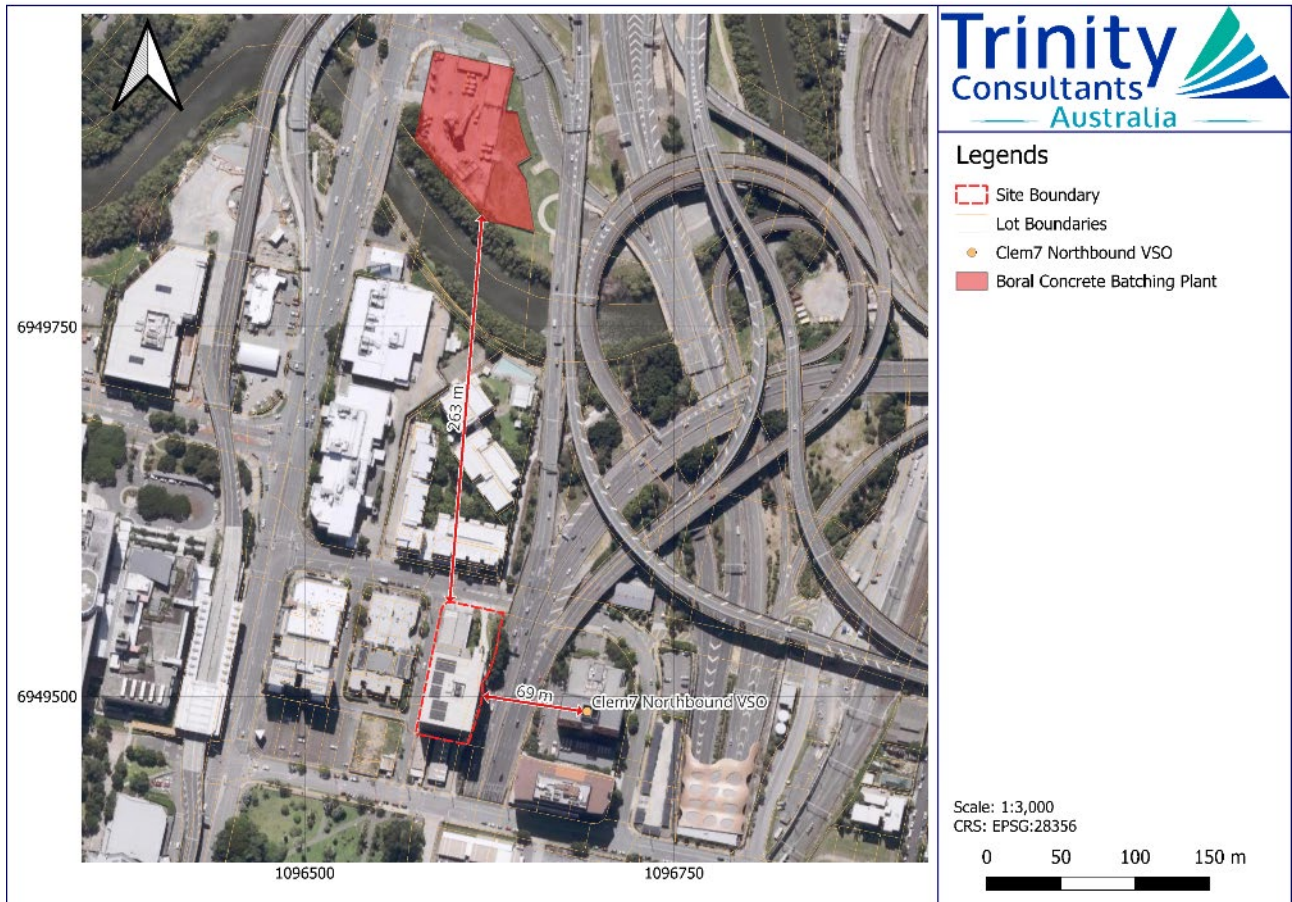 Trinity
Consultants
Australia
Legends
Site Boundary
Lot Boundaries
Clem7 Northbound VSO
Boral Concrete Batching Plant
6949750
263 m
6949500
69 m
Clem7 Northbound VSO
1096500
1096750
Scale: 1:3,000
CRS: EPSG:28356
0 50 100 150 m